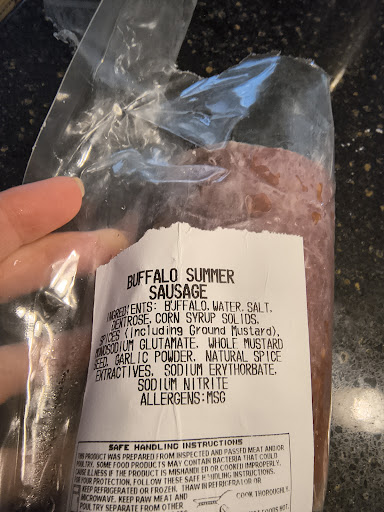 BUFFALO SUMMER
SAUSAGE
INGREDIENTS: BUFFALO, WATER, SALT,
DEXTROSE, CORN SYRUP SOLIDS,
SPICES (including Ground Mustard),
MONOSODIUM GLUTAMATE, WHOLE MUSTARD
SEED, GARLIC POWDER, NATURAL SPICE
EXTRACTIVES, SODIUM ERYTHORBATE,
SODIUM NITRITE
ALLERGENS:MSG
SAFE HANDLING INSTRUCTIONS
THIS PRODUCT WAS PREPARED FROM INSPECTED AND PASSED MEAT AND/OR
POULTRY. SOME FOOD PRODUCTS MAY CONTAIN BACTERIA THAT COULD
CAUSE ILLNESS IF THE PRODUCT IS MISHANDLED OR COOKED IMPROPERLY.
FOR YOUR PROTECTION, FOLLOW THESE SAFE HANDLING INSTRUCTIONS.
KEEP REFRIGERATED OR FROZEN. THAW IN REFRIGERATOR OR
MICROWAVE. KEEP RAW MEAT AND
POULTRY SEPARATE FROM OTHER
COOK THOROUGHLY.
FOODS HOT.